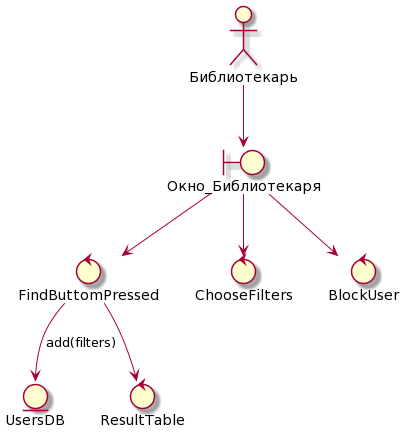 Библиотекарь
Окно_Библиотекаря
FindButtomPressed
ChooseFilters
BlockUser
add(filters)
UsersDB
ResultTable